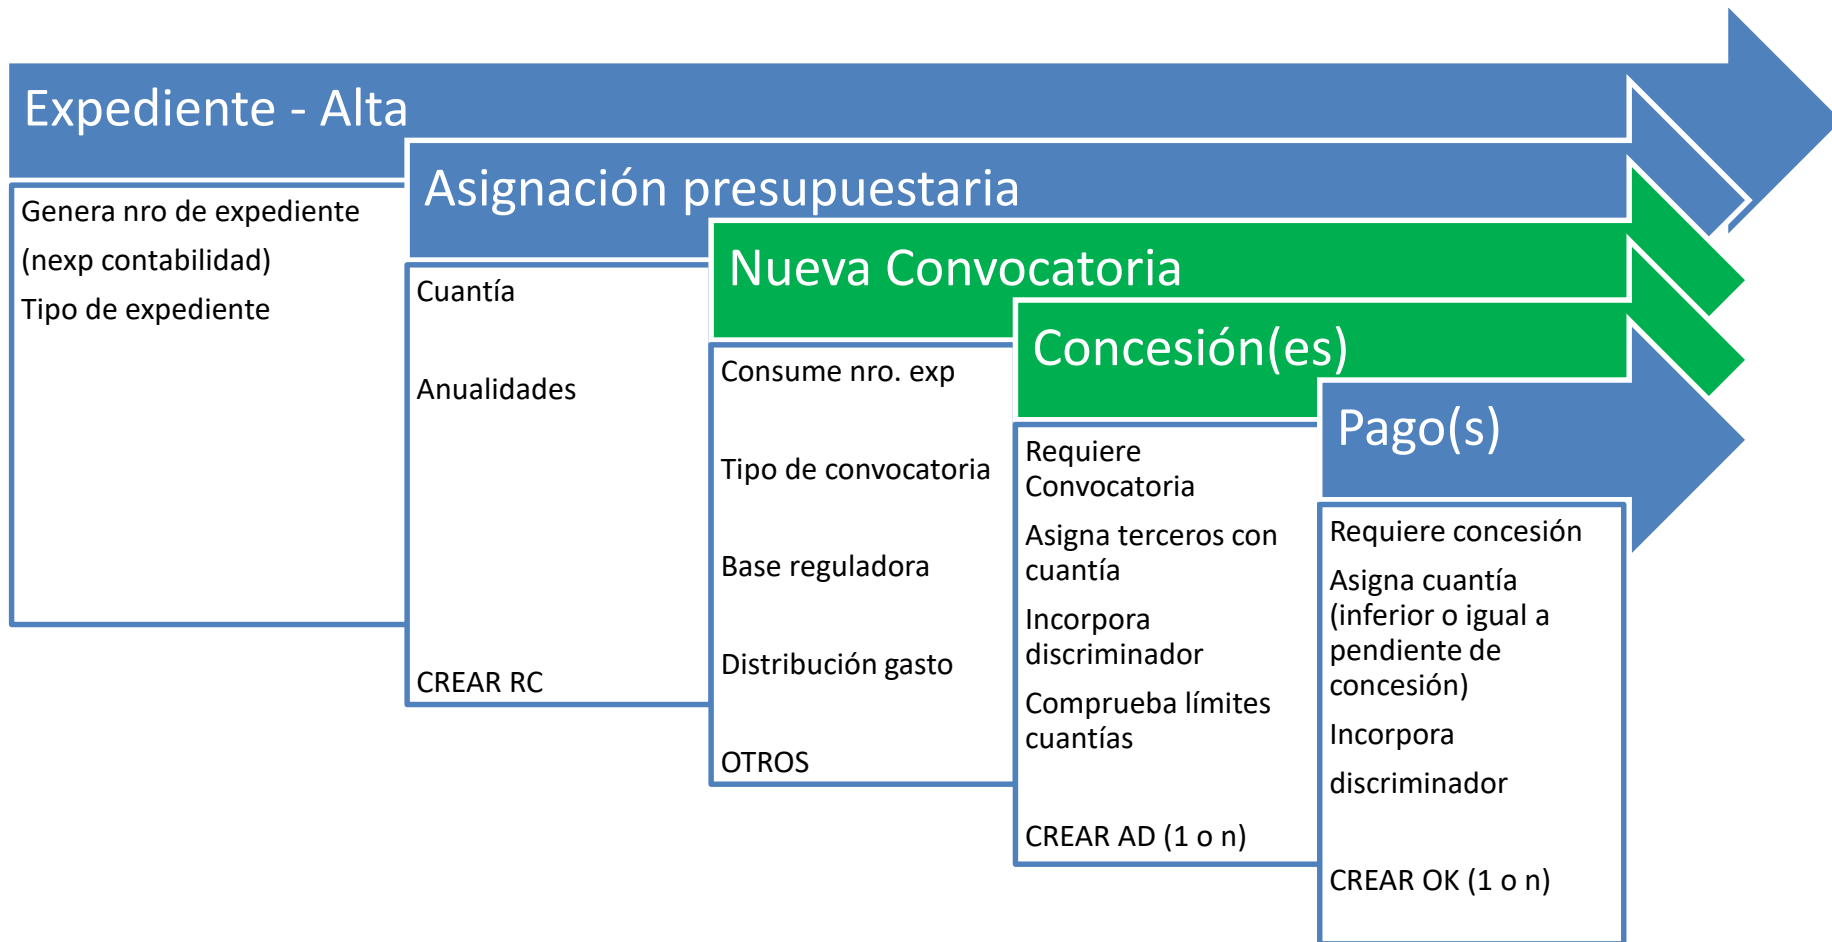 Expediente - Alta
Genera nro de expediente
(nexp contabilidad)
Tipo de expediente
Asignación presupuestaria
Cuantía
Anualidades
CREAR RC
Nueva Convocatoria
Consume nro. exp
Tipo de convocatoria
Base reguladora
Distribución gasto
OTROS
Concesión(es)
Requiere
Convocatoria
Asigna terceros con
cuantía
Incorpora
discriminador
Comprueba límites
cuantías
CREAR AD (1 o n)
Pago(s)
Requiere concesión
Asigna cuantía
(inferior o igual a
pendiente de
concesión)
Incorpora
discriminador
CREAR OK (1 o n)